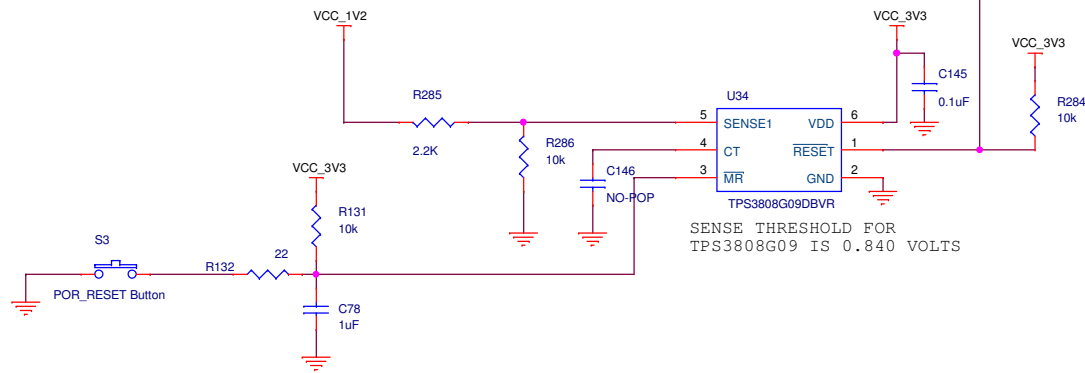 VCC_1V2
VCC_3V3
VCC_3V3
R285
2.2K
R286
10k
C145
0.1uF
R284
10k
U34
5 SENSE1 VDD 6
4 CT RESET 1
3 MR GND 2
TPS3808G09DBVR
C146
NO-POP
SENSE THRESHOLD FOR
TPS3808G09 IS 0.840 VOLTS
VCC_3V3
R131
10k
S3
R132 22
POR_RESET Button
C78
1uF